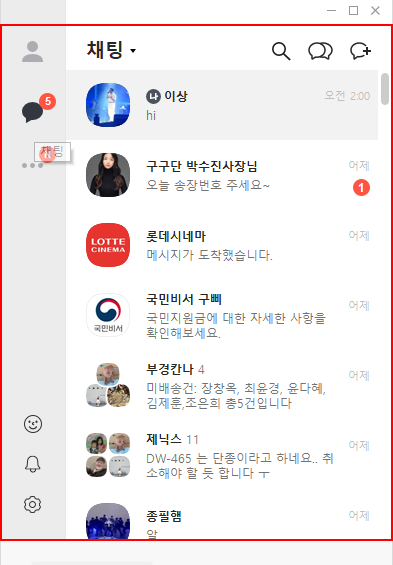 채팅
5
채팅
나 이상
오전 2:00
hi
구구단 박수진사장님
어제
오늘 송장번호 주세요~
1
LOTTE
CINEMA
롯데시네마
어제
메시지가 도착했습니다.
국민비서
국민비서 구삐
어제
국민지원금에 대한 자세한 사항을
확인해보세요.
부경칸나 4
어제
미배송건: 장창옥, 최윤경, 윤다혜,
김제훈,조은희 총5건입니다
제닉스 11
어제
DW-465 는 단종이라고 하네요.. 취
소해야 할 듯 합니다 ㅜ
종필햄
어제